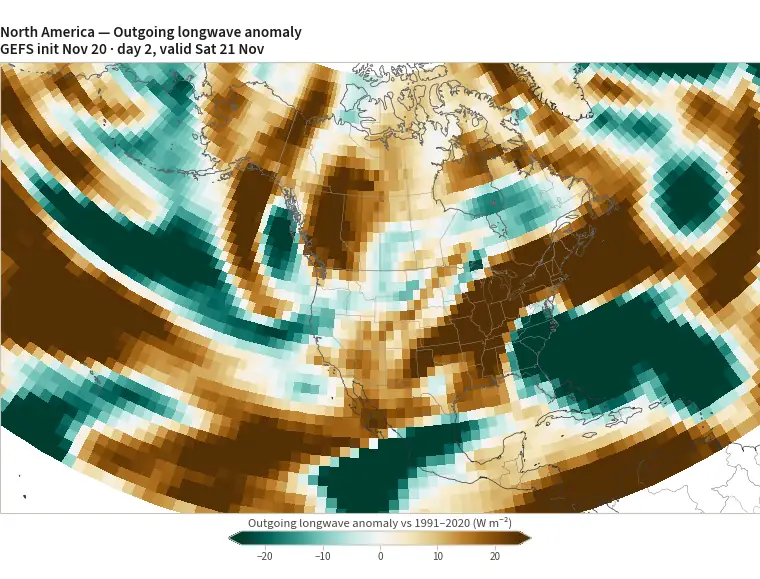 North America — Outgoing longwave anomaly
GEFS init Nov 20 · day 2, valid Sat 21 Nov
Outgoing longwave anomaly vs 1991–2020 (W m⁻²)
−20 −10 0 10 20